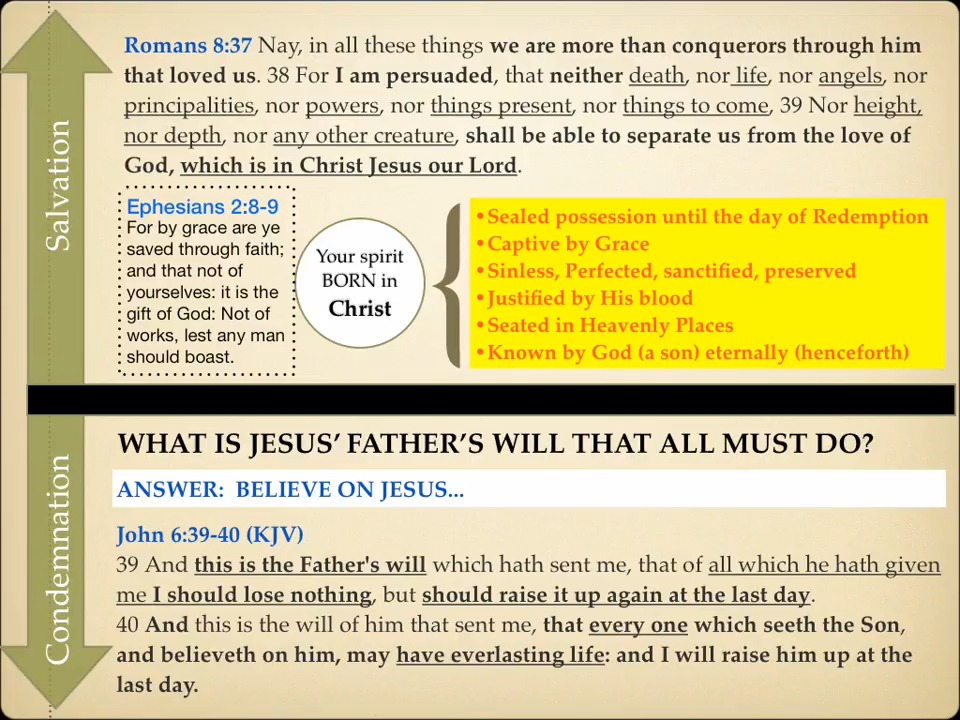 Salvation
Romans 8:37 Nay, in all these things we are more than conquerors through him
that loved us. 38 For I am persuaded, that neither death, nor life, nor angels, nor
principalities, nor powers, nor things present, nor things to come, 39 Nor height,
nor depth, nor any other creature, shall be able to separate us from the love of
God, which is in Christ Jesus our Lord.
Ephesians 2:8-9
For by grace are ye
saved through faith;
and that not of
yourselves: it is the
gift of God: Not of
works, lest any man
should boast.
Your spirit
BORN in
Christ
•Sealed possession until the day of Redemption
•Captive by Grace
•Sinless, Perfected, sanctified, preserved
•Justified by His blood
•Seated in Heavenly Places
•Known by God (a son) eternally (henceforth)
Condemnation
WHAT IS JESUS’ FATHER’S WILL THAT ALL MUST DO?
ANSWER: BELIEVE ON JESUS...
John 6:39-40 (KJV)
39 And this is the Father's will which hath sent me, that of all which he hath given
me I should lose nothing, but should raise it up again at the last day.
40 And this is the will of him that sent me, that every one which seeth the Son,
and believeth on him, may have everlasting life: and I will raise him up at the
last day.